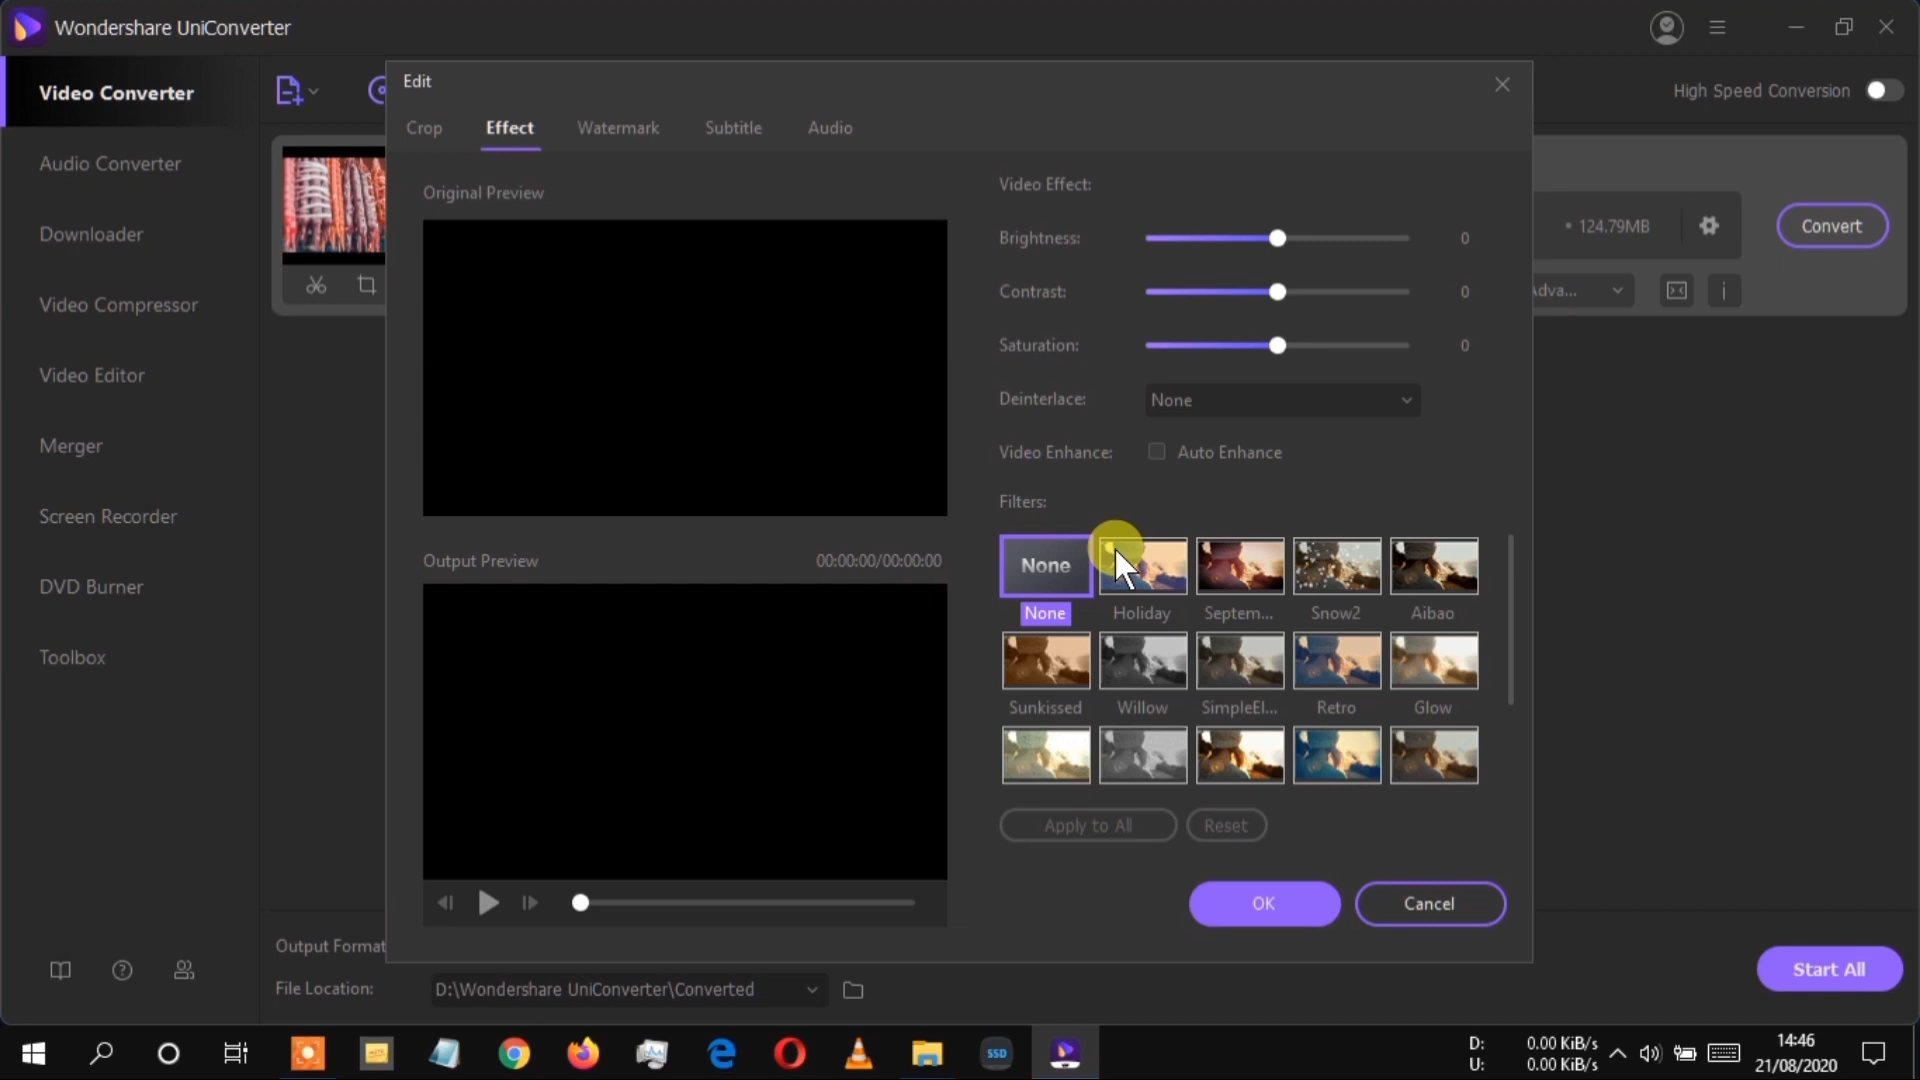 Wondershare UniConverter
Video Converter
Audio Converter
Downloader
Video Compressor
Video Editor
Merger
Screen Recorder
DVD Burner
Toolbox
High Speed Conversion
124.79MB
Convert
Adva...
i
Edit
Crop Effect Watermark Subtitle Audio
Original Preview
Output Preview 00:00:00/00:00:00
Video Effect:
Brightness: 0
Contrast: 0
Saturation: 0
Deinterlace: None
Video Enhance: Auto Enhance
Filters:
None
None Holiday Septem... Snow2 Aibao
Sunkissed Willow SimpleEl... Retro Glow
Apply to All Reset
OK Cancel
Output Format
File Location: D:\Wondershare UniConverter\Converted
Start All
SSD
D: 0.00 KiB/s
U: 0.00 KiB/s
14:46
21/08/2020